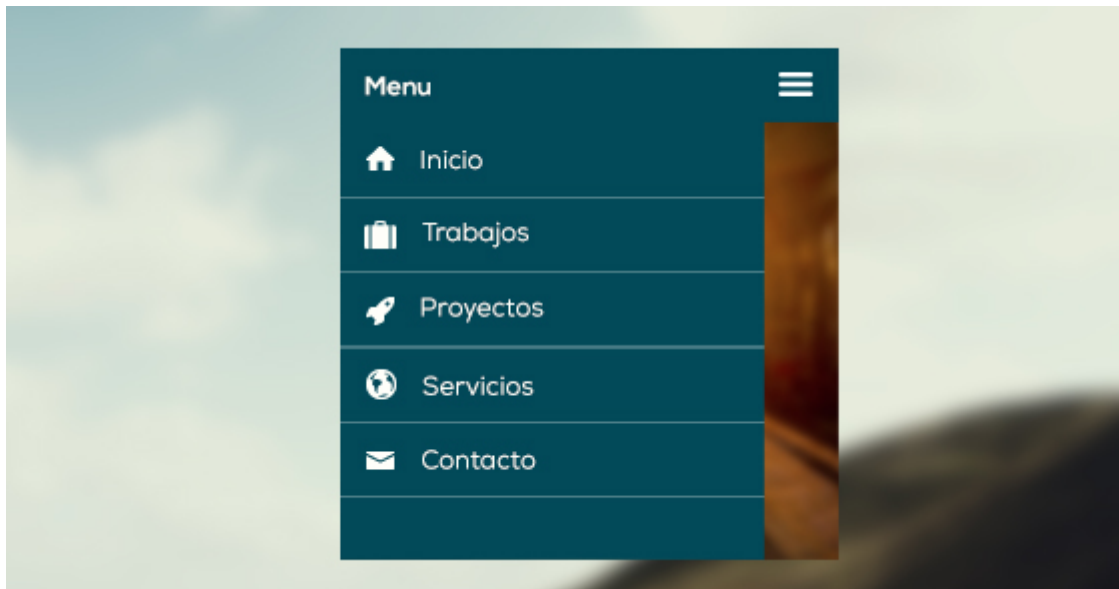 Menu
Inicio
Trabajos
Proyectos
Servicios
Contacto